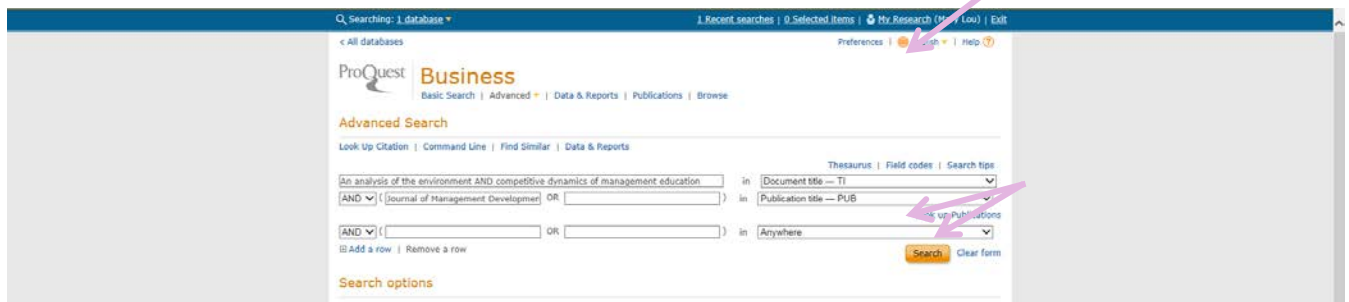 Searching: 1 database
1 Recent searches | 0 Selected items | My Research ( Lou) | Exit
< All databases
Preferences | | Help ?
ProQuest
Business
Basic Search | Advanced | Data & Reports | Publications | Browse
Advanced Search
Look Up Citation | Command Line | Find Similar | Data & Reports
Thesaurus | Field codes | Search tips
An analysis of the environment AND competitive dynamics of management education in Document title — TI
AND ( Journal of Management Developmen OR ) in Publication title — PUB
up Publications
AND ( OR ) in Anywhere
Add a row | Remove a row
Search Clear form
Search options